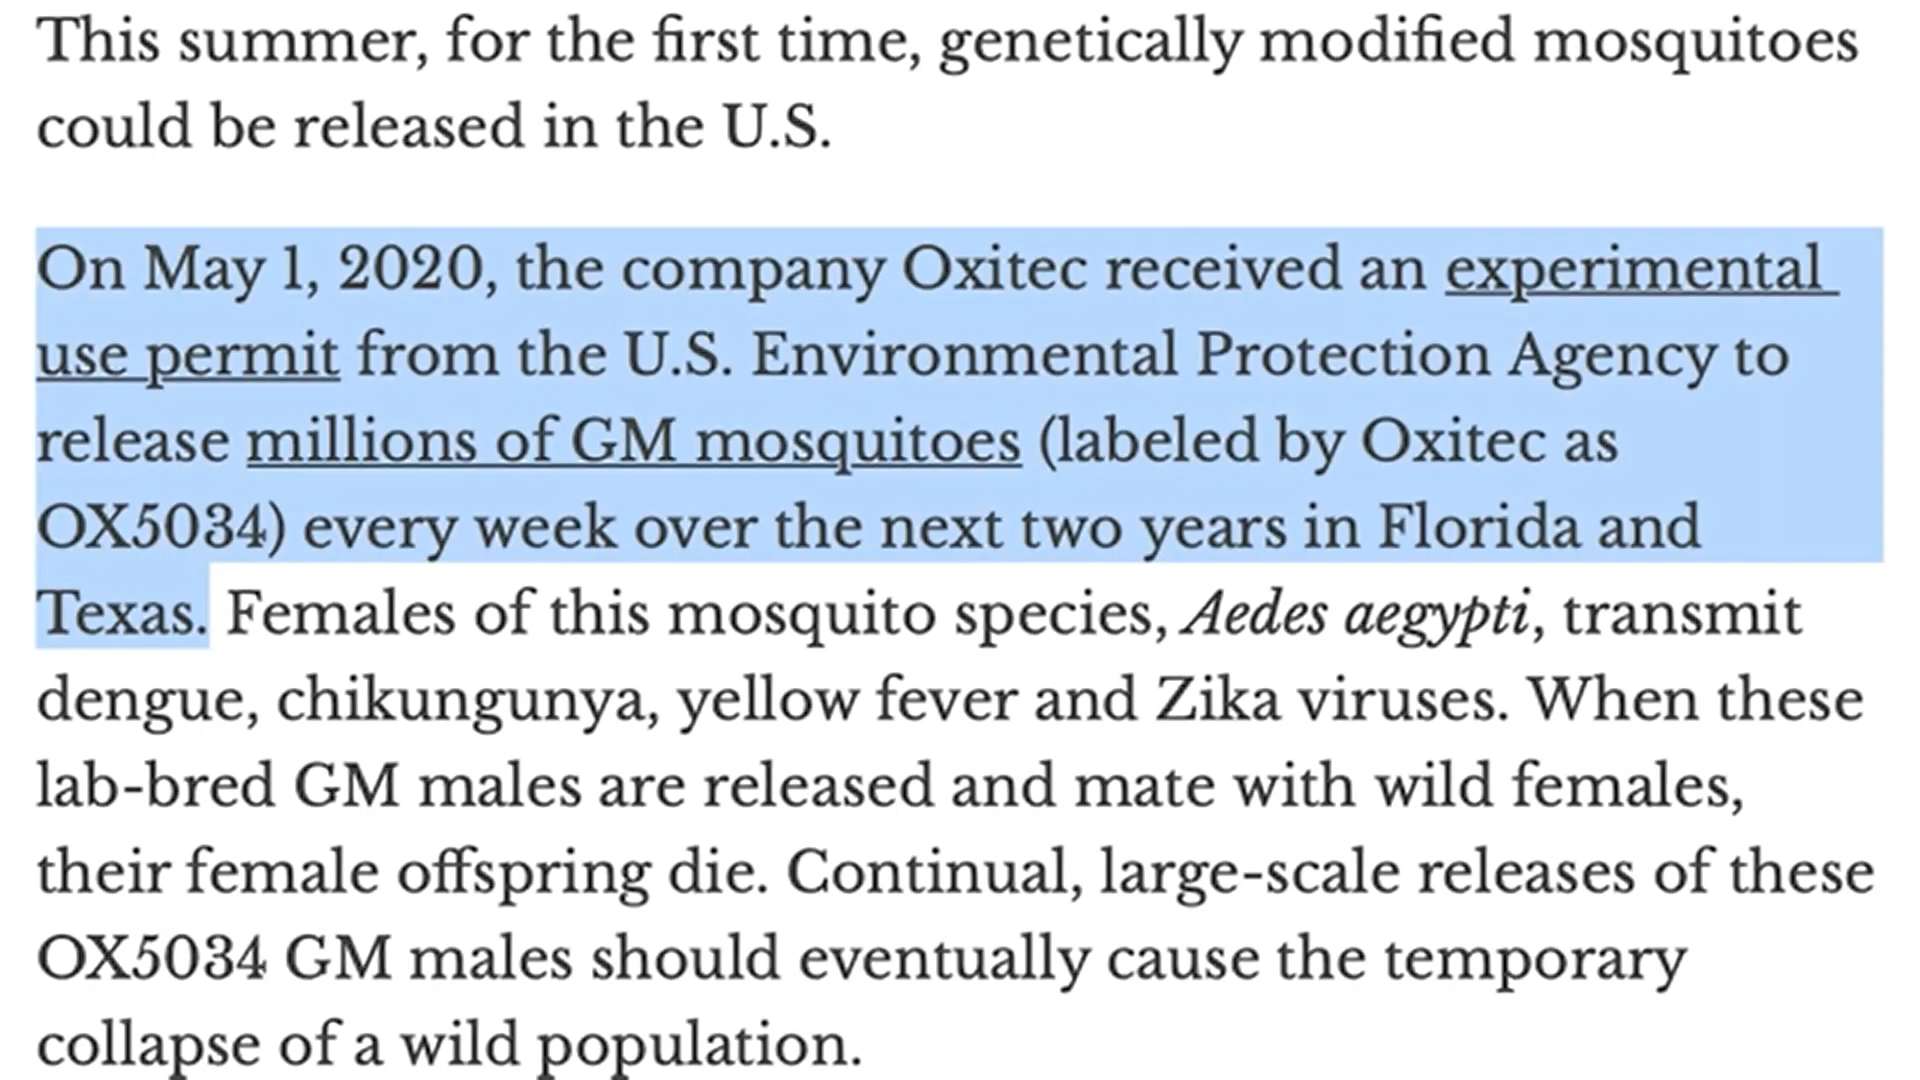 This summer, for the first time, genetically modified mosquitoes
could be released in the U.S.
On May 1, 2020, the company Oxitec received an experimental
use permit from the U.S. Environmental Protection Agency to
release millions of GM mosquitoes (labeled by Oxitec as
OX5034) every week over the next two years in Florida and
Texas. Females of this mosquito species, Aedes aegypti, transmit
dengue, chikungunya, yellow fever and Zika viruses. When these
lab-bred GM males are released and mate with wild females,
their female offspring die. Continual, large-scale releases of these
OX5034 GM males should eventually cause the temporary
collapse of a wild population.